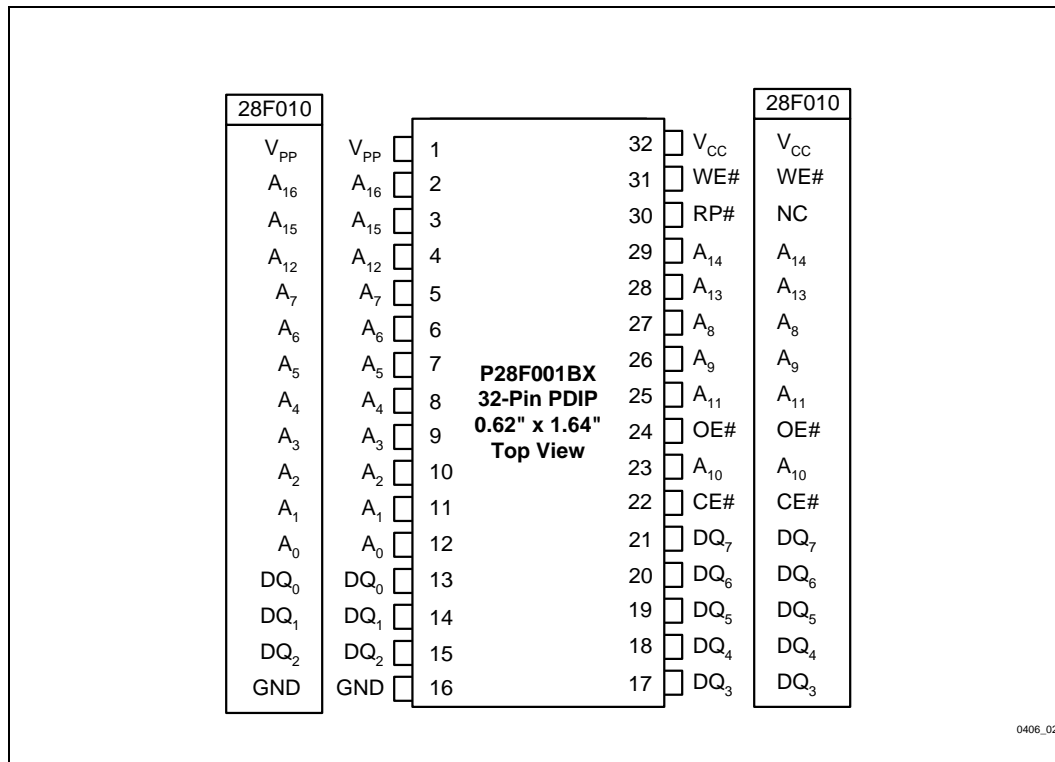 28F010 28F010
V_PP V_PP 1 32 V_CC V_CC
A_16 A_16 2 31 WE# WE#
A_15 A_15 3 30 RP# NC
A_12 A_12 4 29 A_14 A_14
A_7 A_7 5 28 A_13 A_13
A_6 A_6 6 27 A_8 A_8
A_5 A_5 7 26 A_9 A_9
A_4 A_4 8 25 A_11 A_11
A_3 A_3 9 24 OE# OE#
A_2 A_2 10 23 A_10 A_10
A_1 A_1 11 22 CE# CE#
A_0 A_0 12 21 DQ_7 DQ_7
DQ_0 DQ_0 13 20 DQ_6 DQ_6
DQ_1 DQ_1 14 19 DQ_5 DQ_5
DQ_2 DQ_2 15 18 DQ_4 DQ_4
GND GND 16 17 DQ_3 DQ_3
P28F001BX
32-Pin PDIP
0.62" x 1.64"
Top View
0406_02